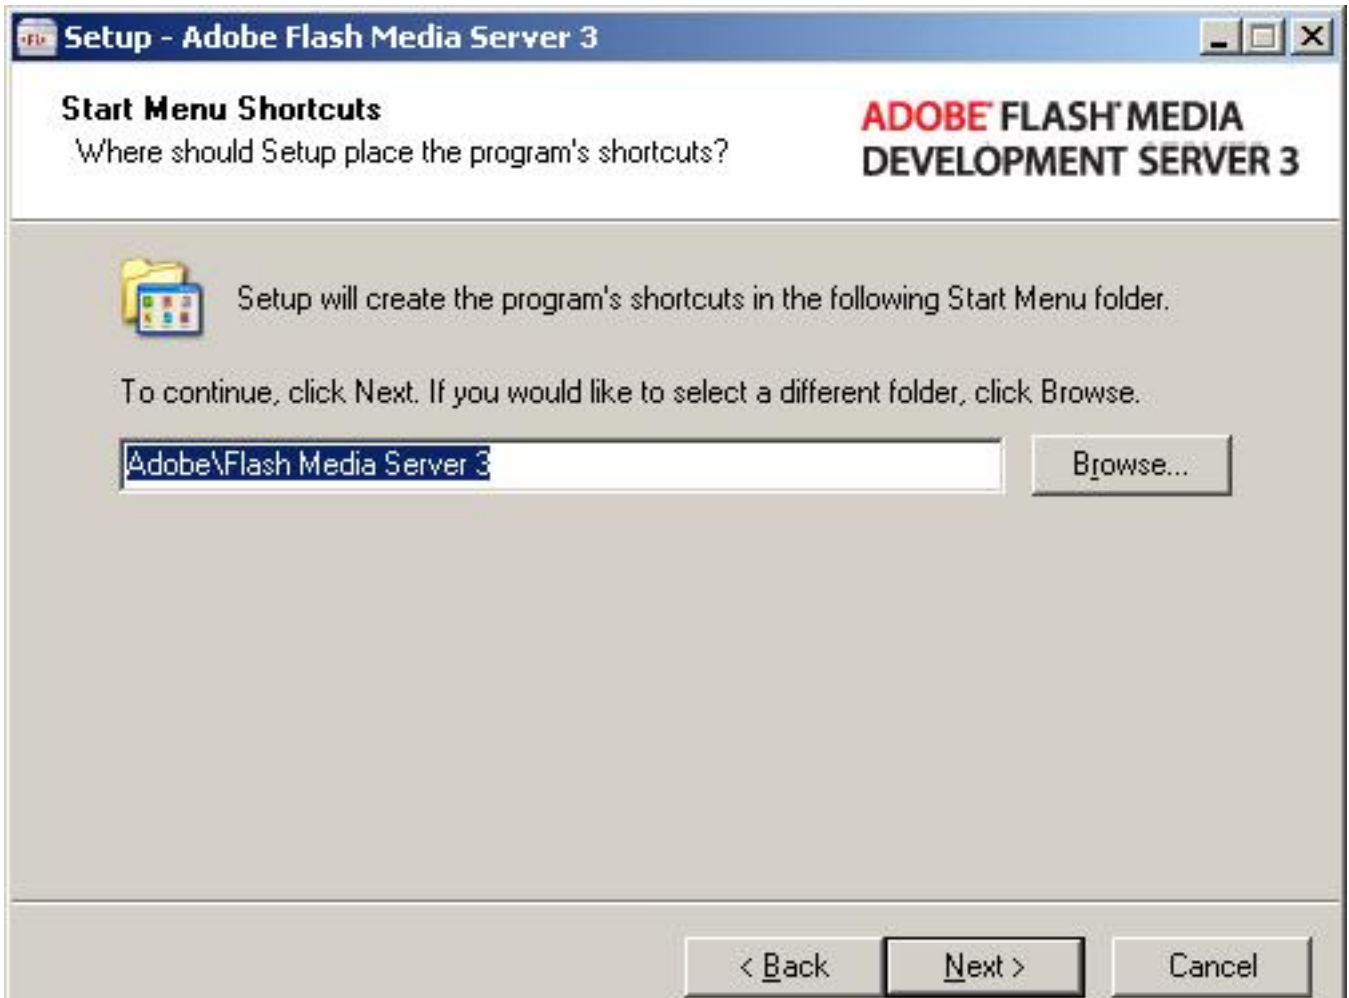 Setup - Adobe Flash Media Server 3
Start Menu Shortcuts
Where should Setup place the program's shortcuts?
ADOBE® FLASH® MEDIA
DEVELOPMENT SERVER 3
Setup will create the program's shortcuts in the following Start Menu folder.
To continue, click Next. If you would like to select a different folder, click Browse.
Adobe\Flash Media Server 3
Browse...
< Back
Next >
Cancel